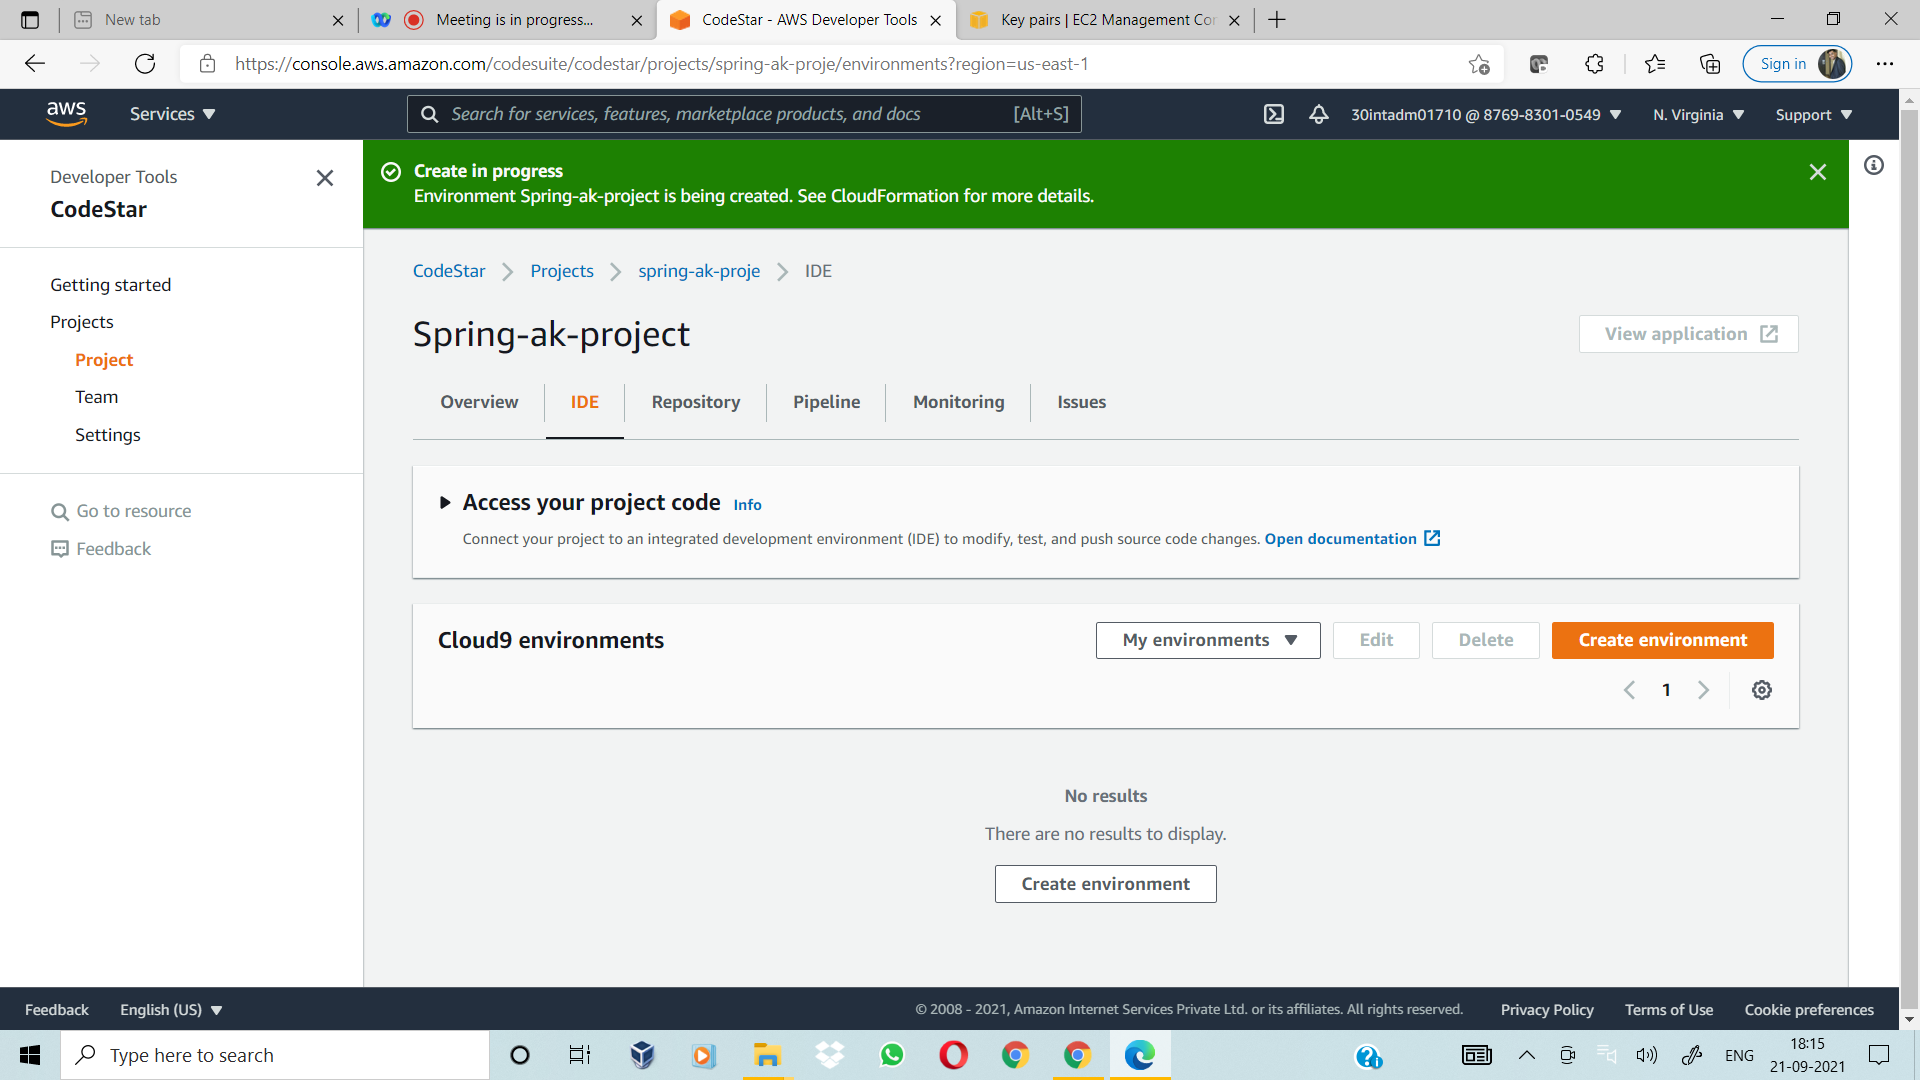 New tab
Meeting is in progress...
CodeStar - AWS Developer Tools
Key pairs | EC2 Management Cor
https://console.aws.amazon.com/codesuite/codestar/projects/spring-ak-proje/environments?region=us-east-1
Sign in
aws
Services
Search for services, features, marketplace products, and docs
[Alt+S]
30intadm01710 @ 8769-8301-0549
N. Virginia
Support
Developer Tools
CodeStar
Getting started
Projects
Project
Team
Settings
Go to resource
Feedback
Create in progress
Environment Spring-ak-project is being created. See CloudFormation for more details.
CodeStar
Projects
spring-ak-proje
IDE
Spring-ak-project
View application
Overview
IDE
Repository
Pipeline
Monitoring
Issues
Access your project code Info
Connect your project to an integrated development environment (IDE) to modify, test, and push source code changes. Open documentation
Cloud9 environments
My environments
Edit
Delete
Create environment
1
No results
There are no results to display.
Create environment
Feedback
English (US)
© 2008 - 2021, Amazon Internet Services Private Ltd. or its affiliates. All rights reserved.
Privacy Policy
Terms of Use
Cookie preferences
Type here to search
ENG
18:15
21-09-2021